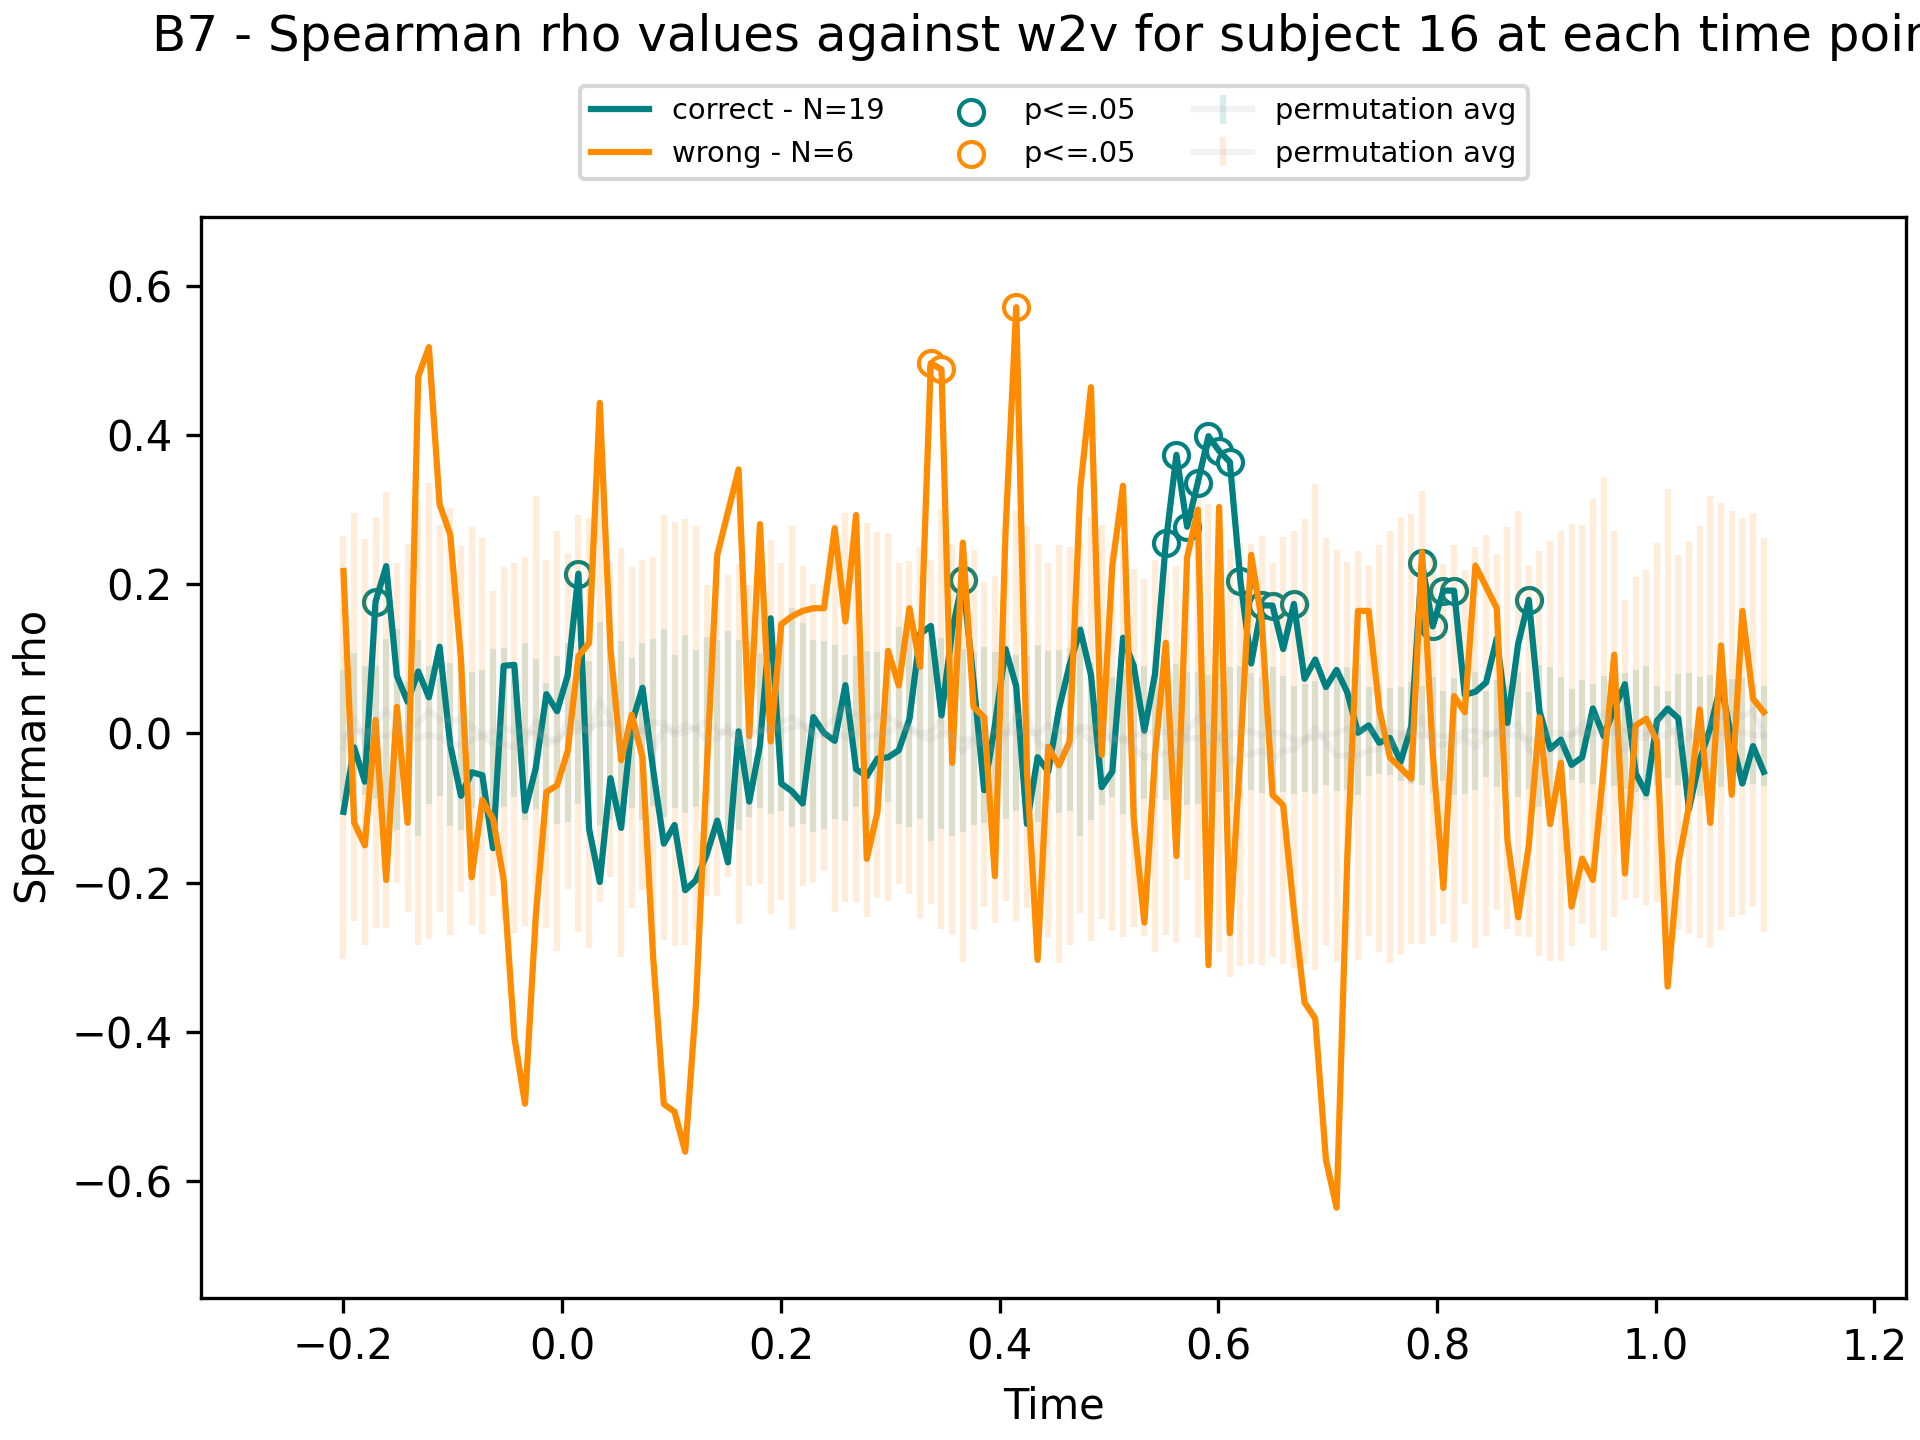 B7 - Spearman rho values against w2v for subject 16 at each time poin
correct - N=19
wrong - N=6
p<=.05
p<=.05
permutation avg
permutation avg
Spearman rho
0.6
0.4
0.2
0.0
−0.2
−0.4
−0.6
−0.2 0.0 0.2 0.4 0.6 0.8 1.0 1.2
Time